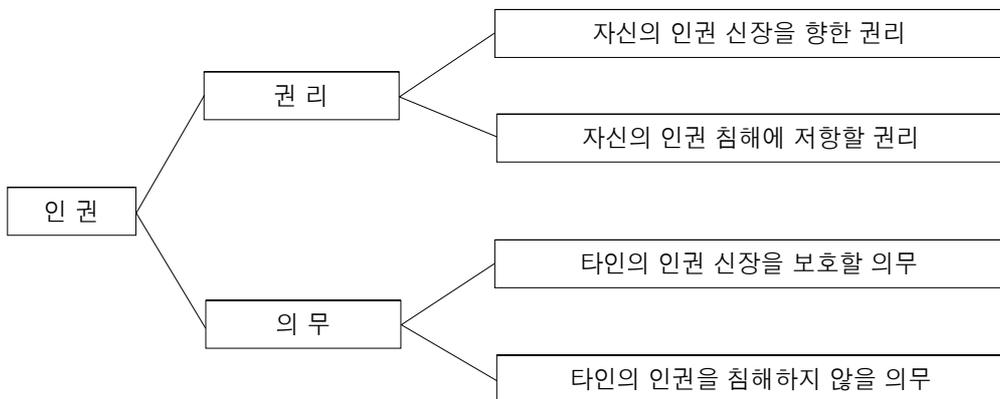 인 권
권 리
자신의 인권 신장을 향한 권리
자신의 인권 침해에 저항할 권리
의 무
타인의 인권 신장을 보호할 의무
타인의 인권을 침해하지 않을 의무